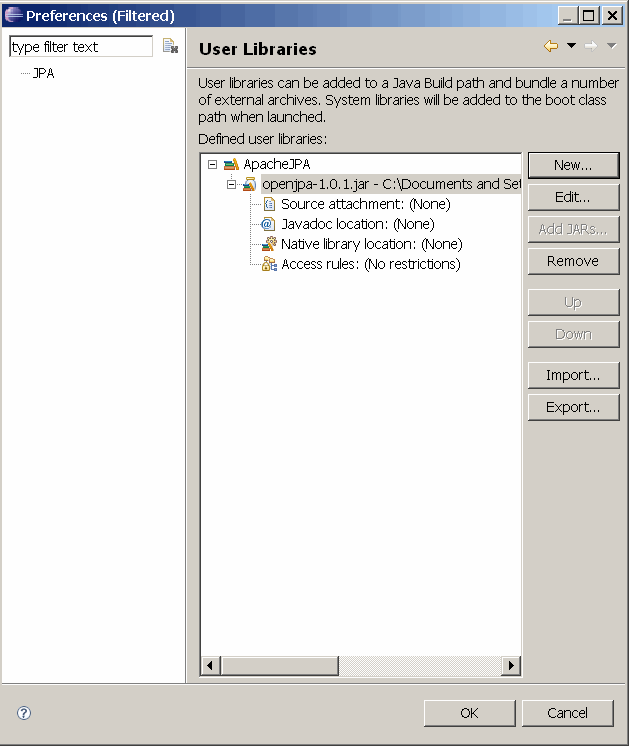 Preferences (Filtered)
type filter text
JPA
User Libraries
User libraries can be added to a Java Build path and bundle a number
of external archives. System libraries will be added to the boot class
path when launched.
Defined user libraries:
ApacheJPA
openjpa-1.0.1.jar - C:\Documents and Set
Source attachment: (None)
Javadoc location: (None)
Native library location: (None)
Access rules: (No restrictions)
New...
Edit...
Add JARs...
Remove
Up
Down
Import...
Export...
OK
Cancel